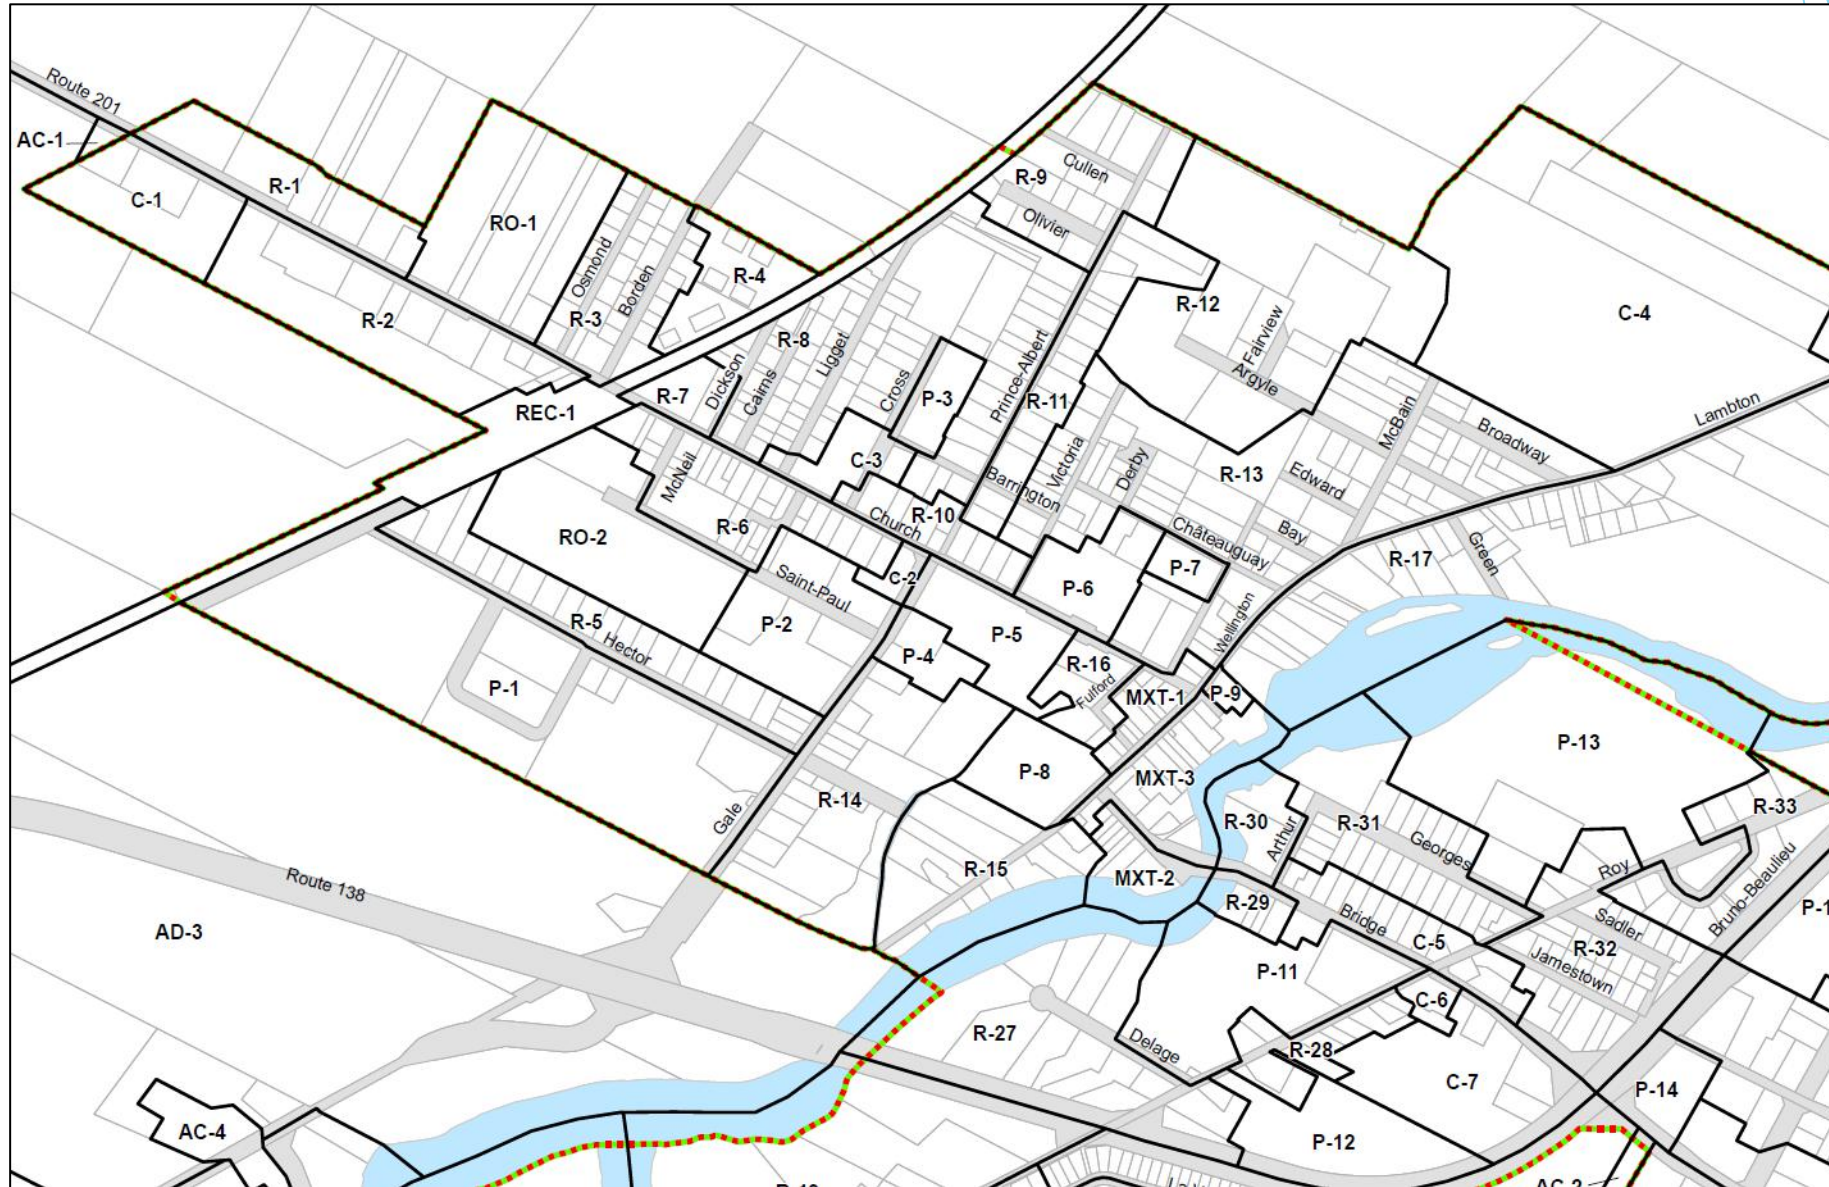 Route 201
AC-1
C-1
R-1
RO-1
R-2
Osmond
R-3
Borden
R-4
R-9
Cullen
Olivier
R-12
Fairview
Argyle
C-4
Lambton
R-8
Ligget
Dickson
Cairns
R-7
REC-1
Cross
P-3
Prince-Albert
R-11
C-3
Barrington
Victoria
Derby
R-13
Edward
McBain
Broadway
McNeil
R-6
Church
R-10
Châteauguay
Bay
Green
R-17
RO-2
Saint-Paul
C-2
P-6
P-7
Wellington
R-5
Hector
P-2
P-5
P-4
R-16
Fulford
MXT-1
P-9
P-1
P-8
MXT-3
P-13
R-33
R-14
Gale
R-30
Arthur
R-31
Georges
Roy
Bruno-Beaulieu
Route 138
R-15
MXT-2
R-29
Bridge
C-5
Sadler
R-32
Jamestown
P-1
AD-3
P-11
C-6
R-27
Delage
R-28
C-7
P-14
AC-4
P-12
AC-2